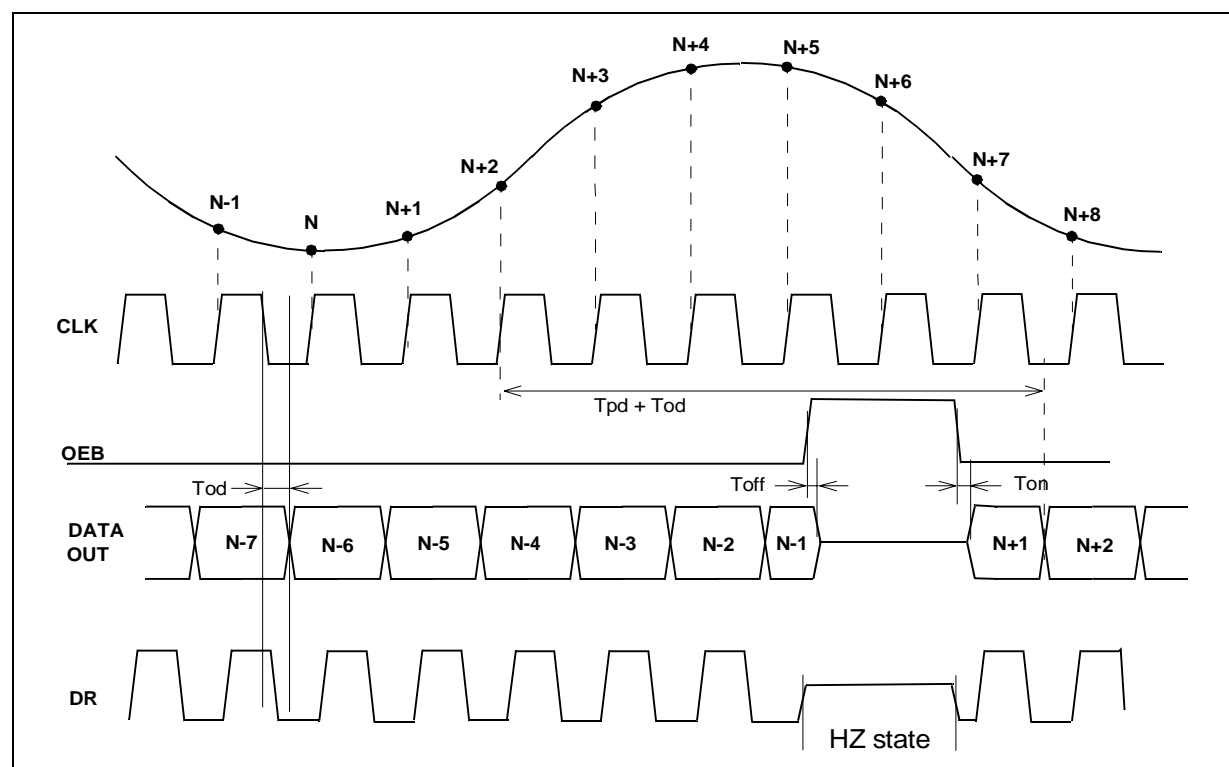 N+4
N+5
N+3
N+6
N+2
N+7
N-1
N
N+1
N+8
CLK
Tpd + Tod
OEB
Tod
Toff
Ton
DATA
OUT
N-7
N-6
N-5
N-4
N-3
N-2
N-1
N+1
N+2
DR
HZ state